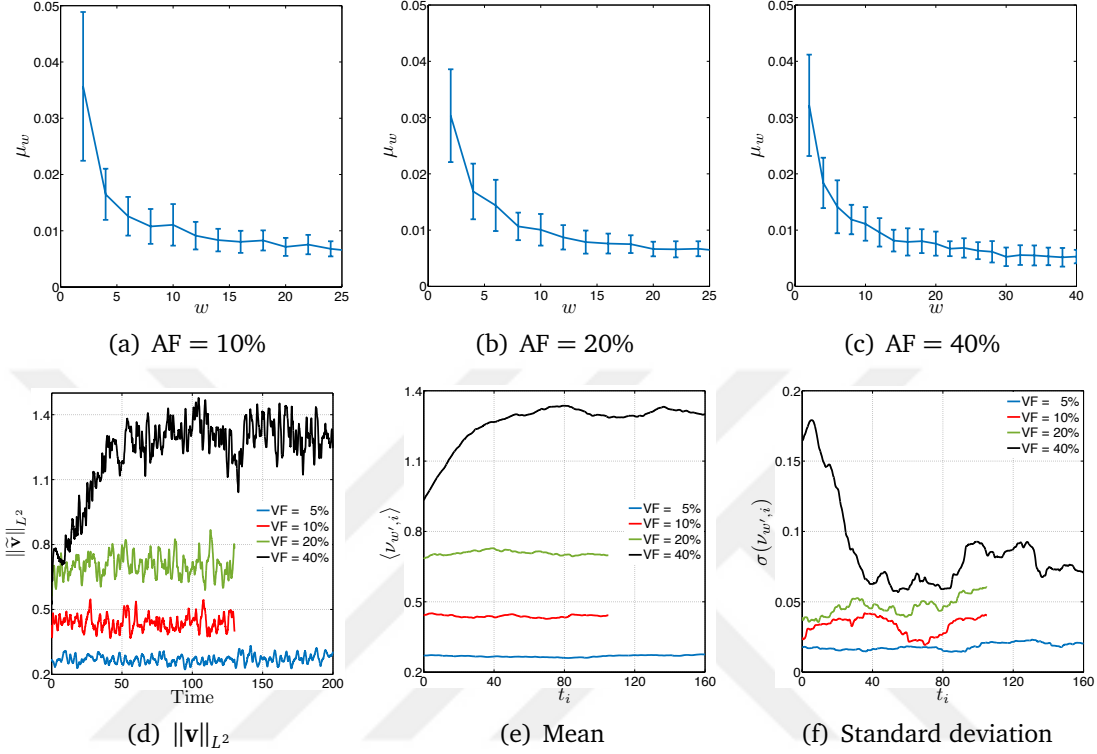 0.05
0.04
0.03
0.02
0.01
0
μ_w
0 5 10 15 20 25
w
(a) AF = 10%
0.05
0.04
0.03
0.02
0.01
0
μ_w
0 5 10 15 20 25
w
(b) AF = 20%
0.05
0.04
0.03
0.02
0.01
0
μ_w
0 10 20 30 40
w
(c) AF = 40%
1.4
1.1
0.8
0.5
0.2
‖ṽ‖_{L²}
VF = 5%
VF = 10%
VF = 20%
VF = 40%
0 50 100 150 200
Time
(d) ‖v‖_{L²}
1.4
1.1
0.8
0.5
0.2
⟨ν_{w',i}⟩
VF = 5%
VF = 10%
VF = 20%
VF = 40%
0 40 80 120 160
t_i
(e) Mean
0.2
0.15
0.1
0.05
0
σ(ν_{w',i})
VF = 5%
VF = 10%
VF = 20%
VF = 40%
0 40 80 120 160
t_i
(f) Standard deviation